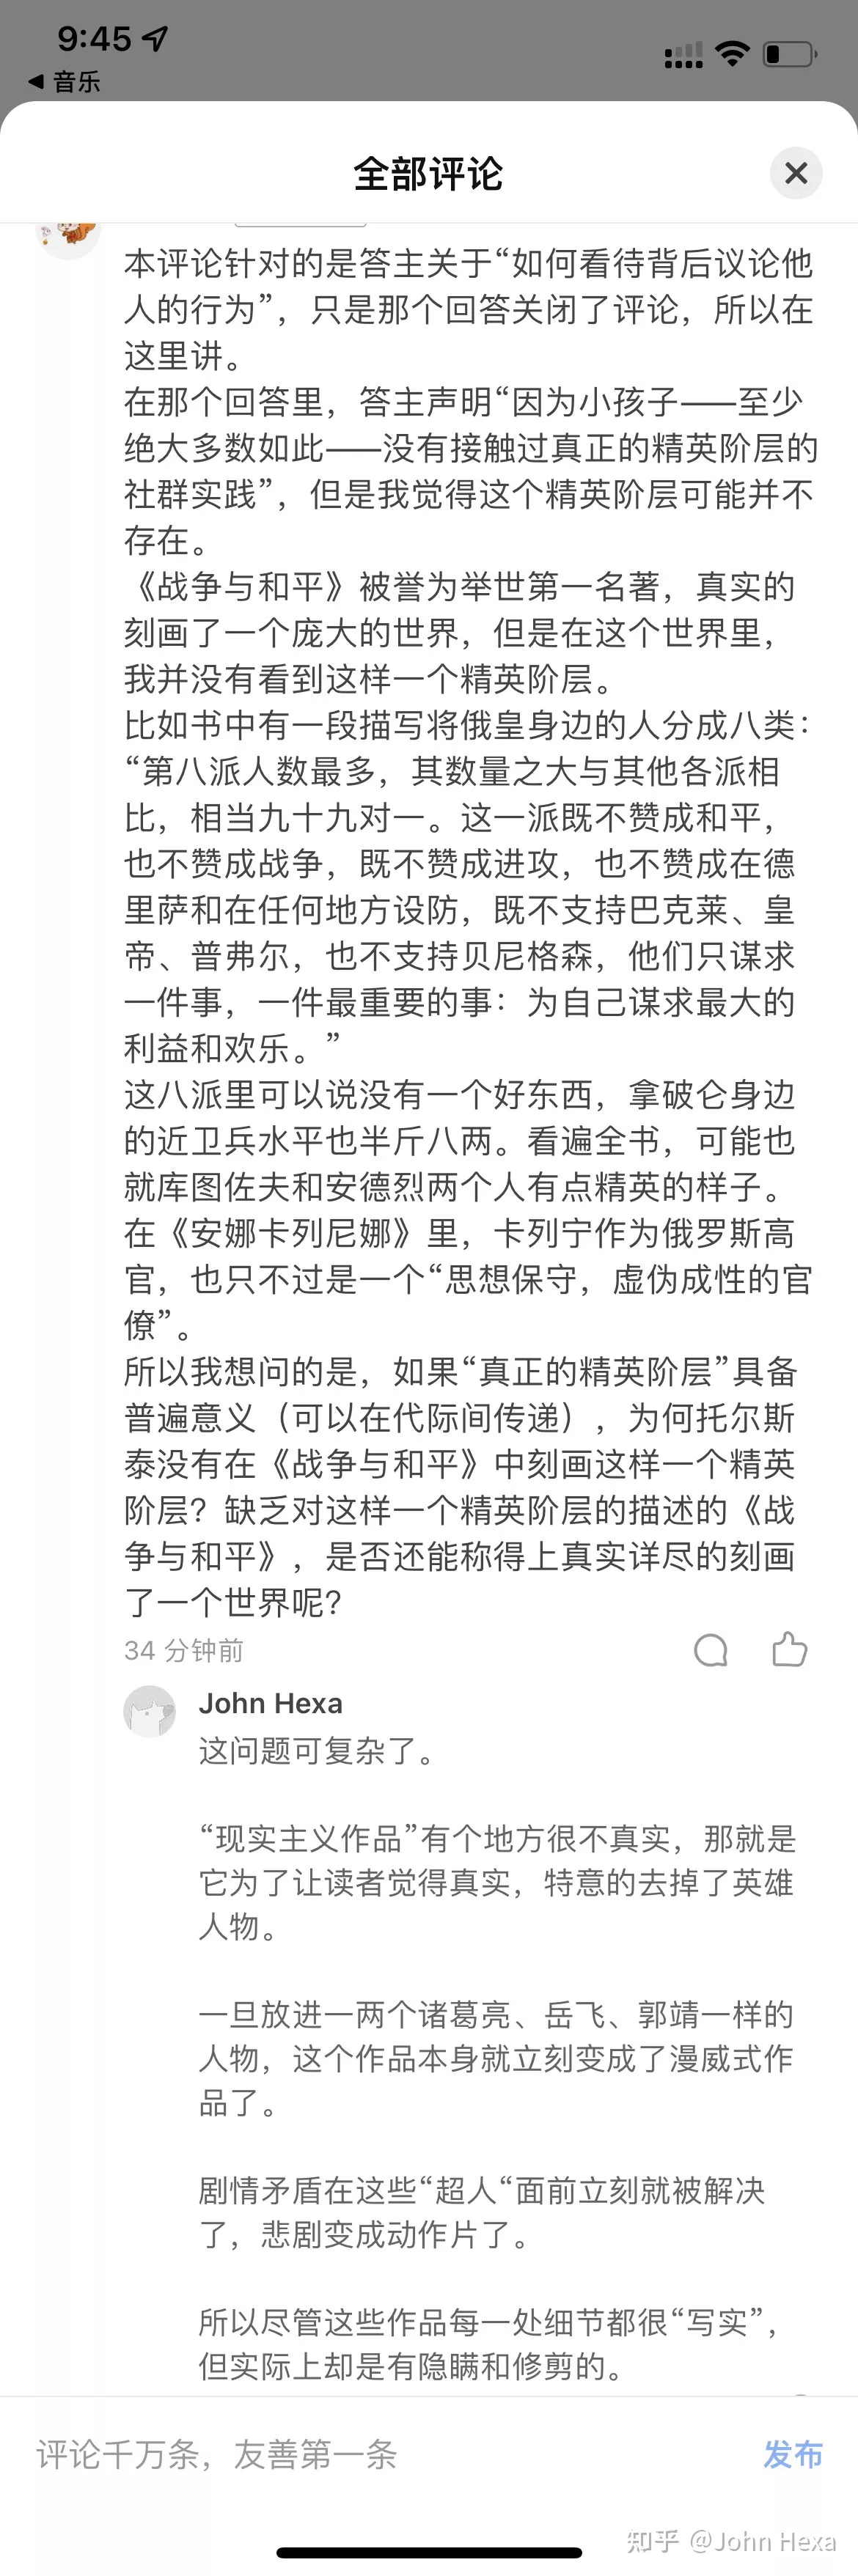 9:45
音乐
全部评论
本评论针对的是答主关于“如何看待背后议论他
人的行为”，只是那个回答关闭了评论，所以在
这里讲。
在那个回答里，答主声明“因为小孩子——至少
绝大多数如此——没有接触过真正的精英阶层的
社群实践”，但是我觉得这个精英阶层可能并不
存在。
《战争与和平》被誉为举世第一名著，真实的
刻画了一个庞大的世界，但是在这个世界里，
我并没有看到这样一个精英阶层。
比如书中有一段描写将俄皇身边的人分成八类：
“第八派人数最多，其数量之大与其他各派相
比，相当九十九对一。这一派既不赞成和平，
也不赞成战争，既不赞成进攻，也不赞成在德
里萨和在任何地方设防，既不支持巴克莱、皇
帝、普弗尔，也不支持贝尼格森，他们只谋求
一件事，一件最重要的事：为自己谋求最大的
利益和欢乐。”
这八派里可以说没有一个好东西，拿破仑身边
的近卫兵水平也半斤八两。看遍全书，可能也
就库图佐夫和安德烈两个人有点精英的样子。
在《安娜卡列尼娜》里，卡列宁作为俄罗斯高
官，也只不过是一个“思想保守，虚伪成性的官
僚”。
所以我想问的是，如果“真正的精英阶层”具备
普遍意义（可以在代际间传递），为何托尔斯
泰没有在《战争与和平》中刻画这样一个精英
阶层？缺乏对这样一个精英阶层的描述的《战
争与和平》，是否还能称得上真实详尽的刻画
了一个世界呢？
34 分钟前
John Hexa
这问题可复杂了。
“现实主义作品”有个地方很不真实，那就是
它为了让读者觉得真实，特意的去掉了英雄
人物。
一旦放进一两个诸葛亮、岳飞、郭靖一样的
人物，这个作品本身就立刻变成了漫威式作
品了。
剧情矛盾在这些“超人“面前立刻就被解决
了，悲剧变成动作片了。
所以尽管这些作品每一处细节都很“写实”，
但实际上却是有隐瞒和修剪的。
评论千万条，友善第一条
发布
知乎 @John Hexa